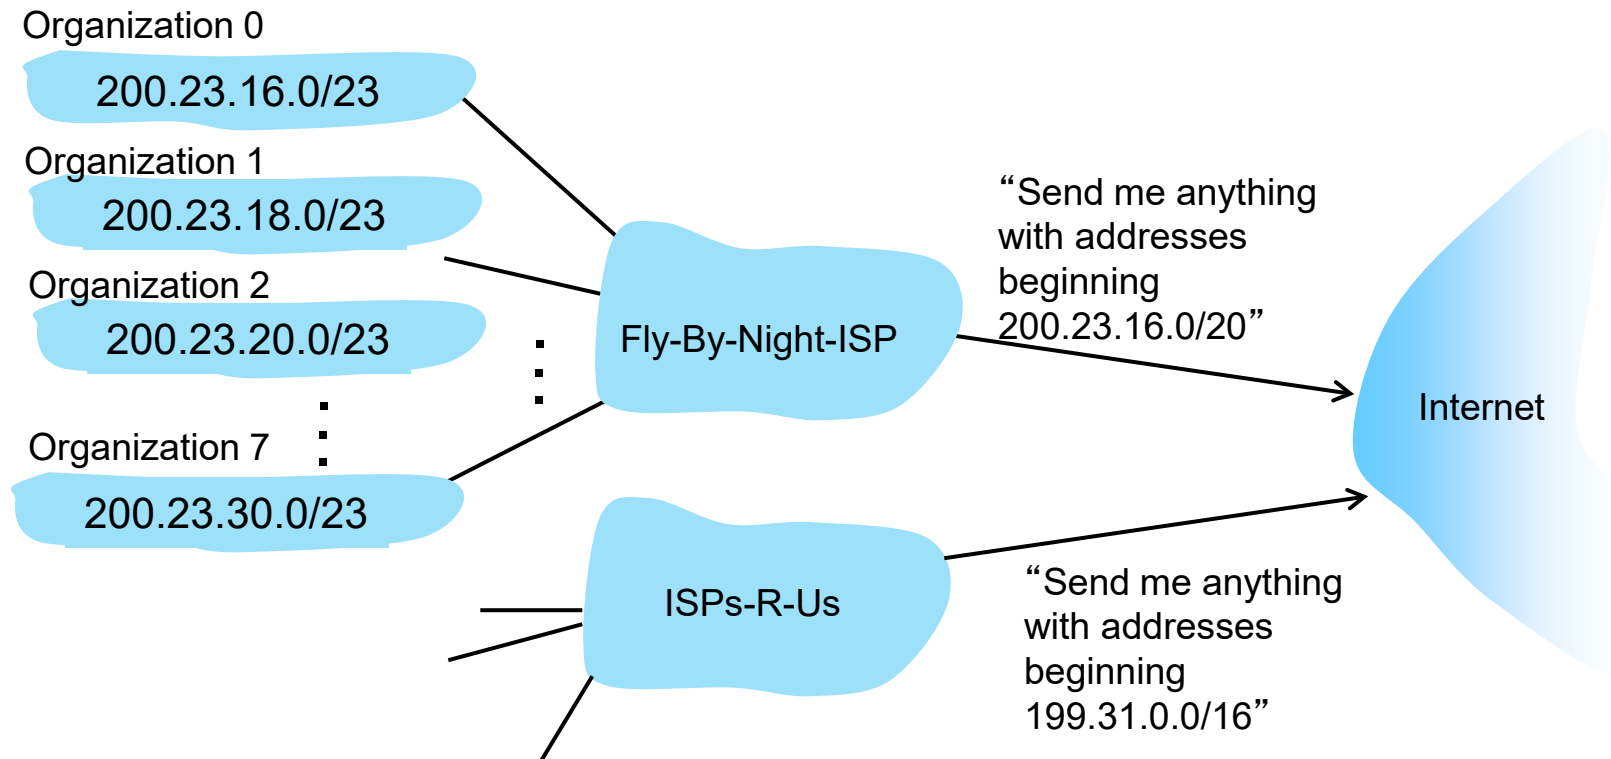 Organization 0
200.23.16.0/23
Organization 1
200.23.18.0/23
Organization 2
200.23.20.0/23
Organization 7
200.23.30.0/23
Fly-By-Night-ISP
“Send me anything
with addresses
beginning
200.23.16.0/20”
Internet
ISPs-R-Us
“Send me anything
with addresses
beginning
199.31.0.0/16”